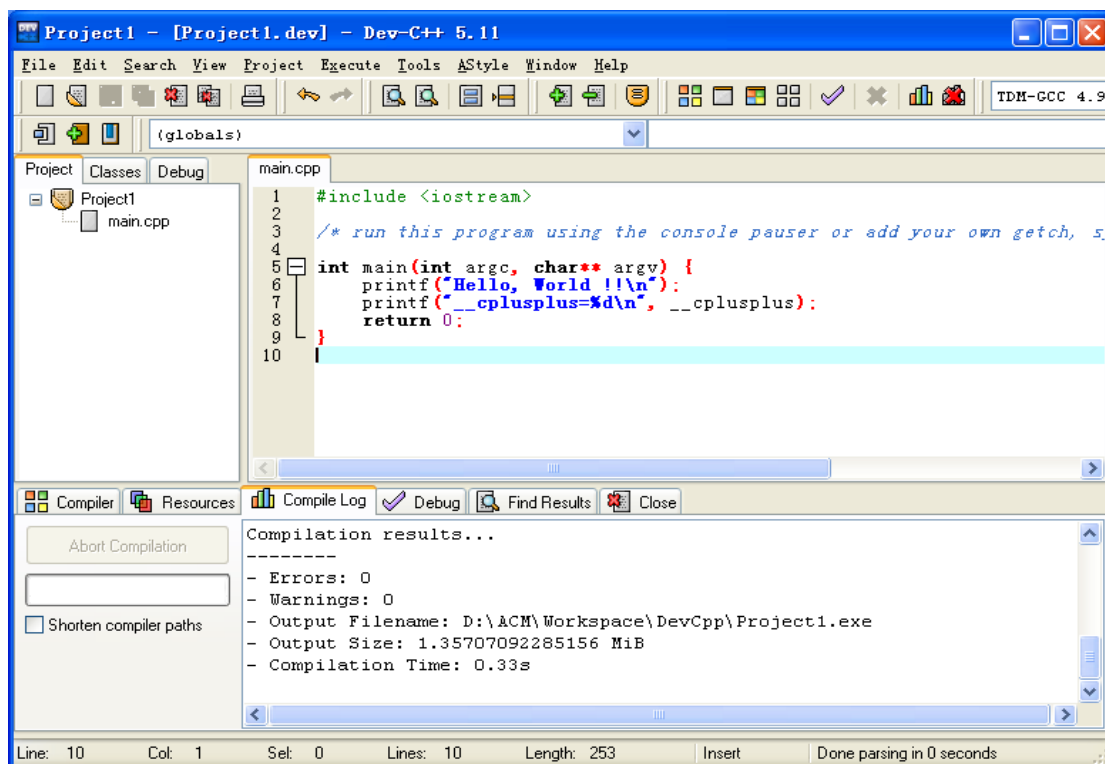 Project1 - [Project1.dev] - Dev-C++ 5.11
File Edit Search View Project Execute Tools AStyle Window Help
TDM-GCC 4.9
(globals)
Project Classes Debug
main.cpp
Project1
main.cpp
1 #include <iostream>
2
3 /* run this program using the console pauser or add your own getch, s
4
5 int main(int argc, char** argv) {
6 printf("Hello, World !!\n");
7 printf("__cplusplus=%d\n", __cplusplus);
8 return 0;
9 }
10
Compiler Resources Compile Log Debug Find Results Close
Abort Compilation
Shorten compiler paths
Compilation results...
--------
- Errors: 0
- Warnings: 0
- Output Filename: D:\ACM\Workspace\DevCpp\Project1.exe
- Output Size: 1.35707092285156 MiB
- Compilation Time: 0.33s
Line: 10 Col: 1 Sel: 0 Lines: 10 Length: 253 Insert Done parsing in 0 seconds